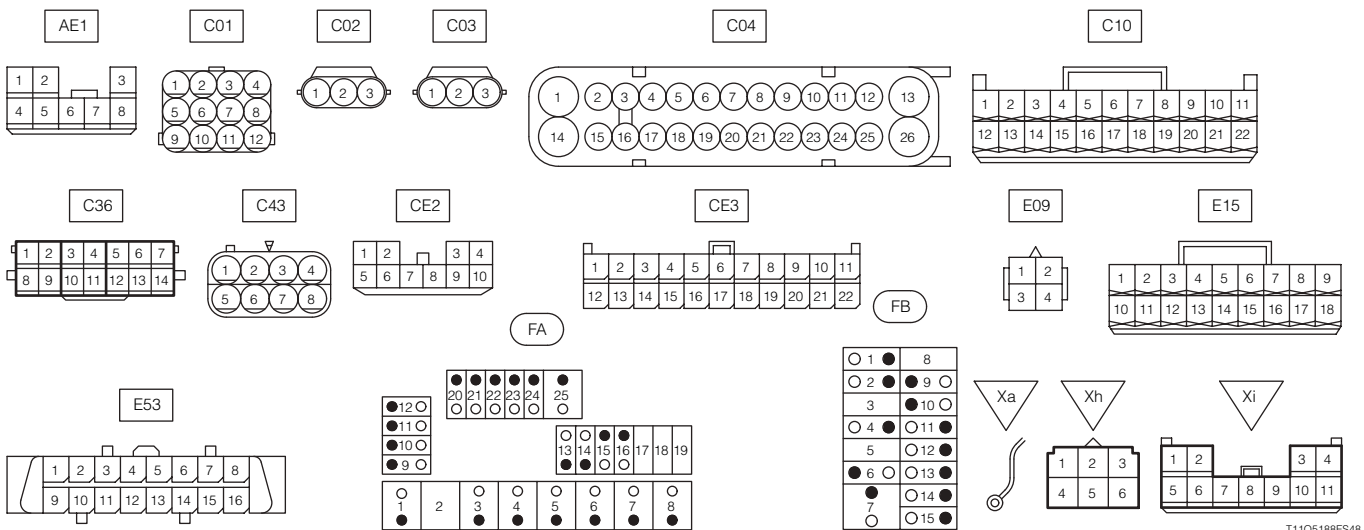 AE1 C01 C02 C03 C04 C10
1 2 3
4 5 6 7 8
1 2 3 4
5 6 7 8
9 10 11 12
1 2 3
1 2 3
1 2 3 4 5 6 7 8 9 10 11 12 13
14 15 16 17 18 19 20 21 22 23 24 25 26
1 2 3 4 5 6 7 8 9 10 11
12 13 14 15 16 17 18 19 20 21 22
C36 C43 CE2 CE3 E09 E15
1 2 3 4 5 6 7
8 9 10 11 12 13 14
1 2 3 4
5 6 7 8
1 2 3 4
5 6 7 8 9 10
1 2 3 4 5 6 7 8 9 10 11
12 13 14 15 16 17 18 19 20 21 22
1 2
3 4
1 2 3 4 5 6 7 8 9
10 11 12 13 14 15 16 17 18
E53 FA FB Xa Xh Xi
1 2 3 4 5 6 7 8
9 10 11 12 13 14 15 16
20 21 22 23 24 25
12
11
10
9
13 14 15 16 17 18 19
1 2 3 4 5 6 7 8
1 8
2 9
3 10
4 11
5 12
6 13
7 14
15
1 2 3
4 5 6
1 2 3 4
5 6 7 8 9 10 11
T11O5188ES48